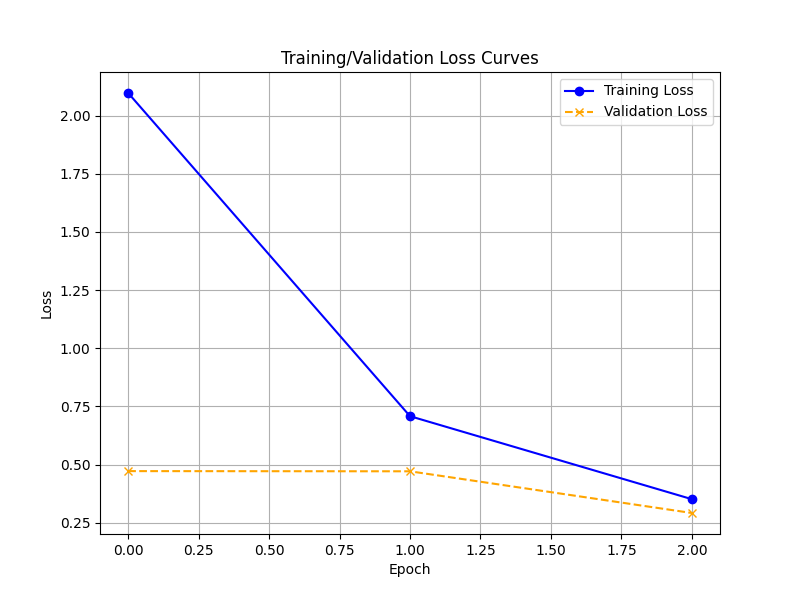 Training/Validation Loss Curves
Training Loss
Validation Loss
2.00
1.75
1.50
1.25
1.00
0.75
0.50
0.25
Loss
0.00 0.25 0.50 0.75 1.00 1.25 1.50 1.75 2.00
Epoch